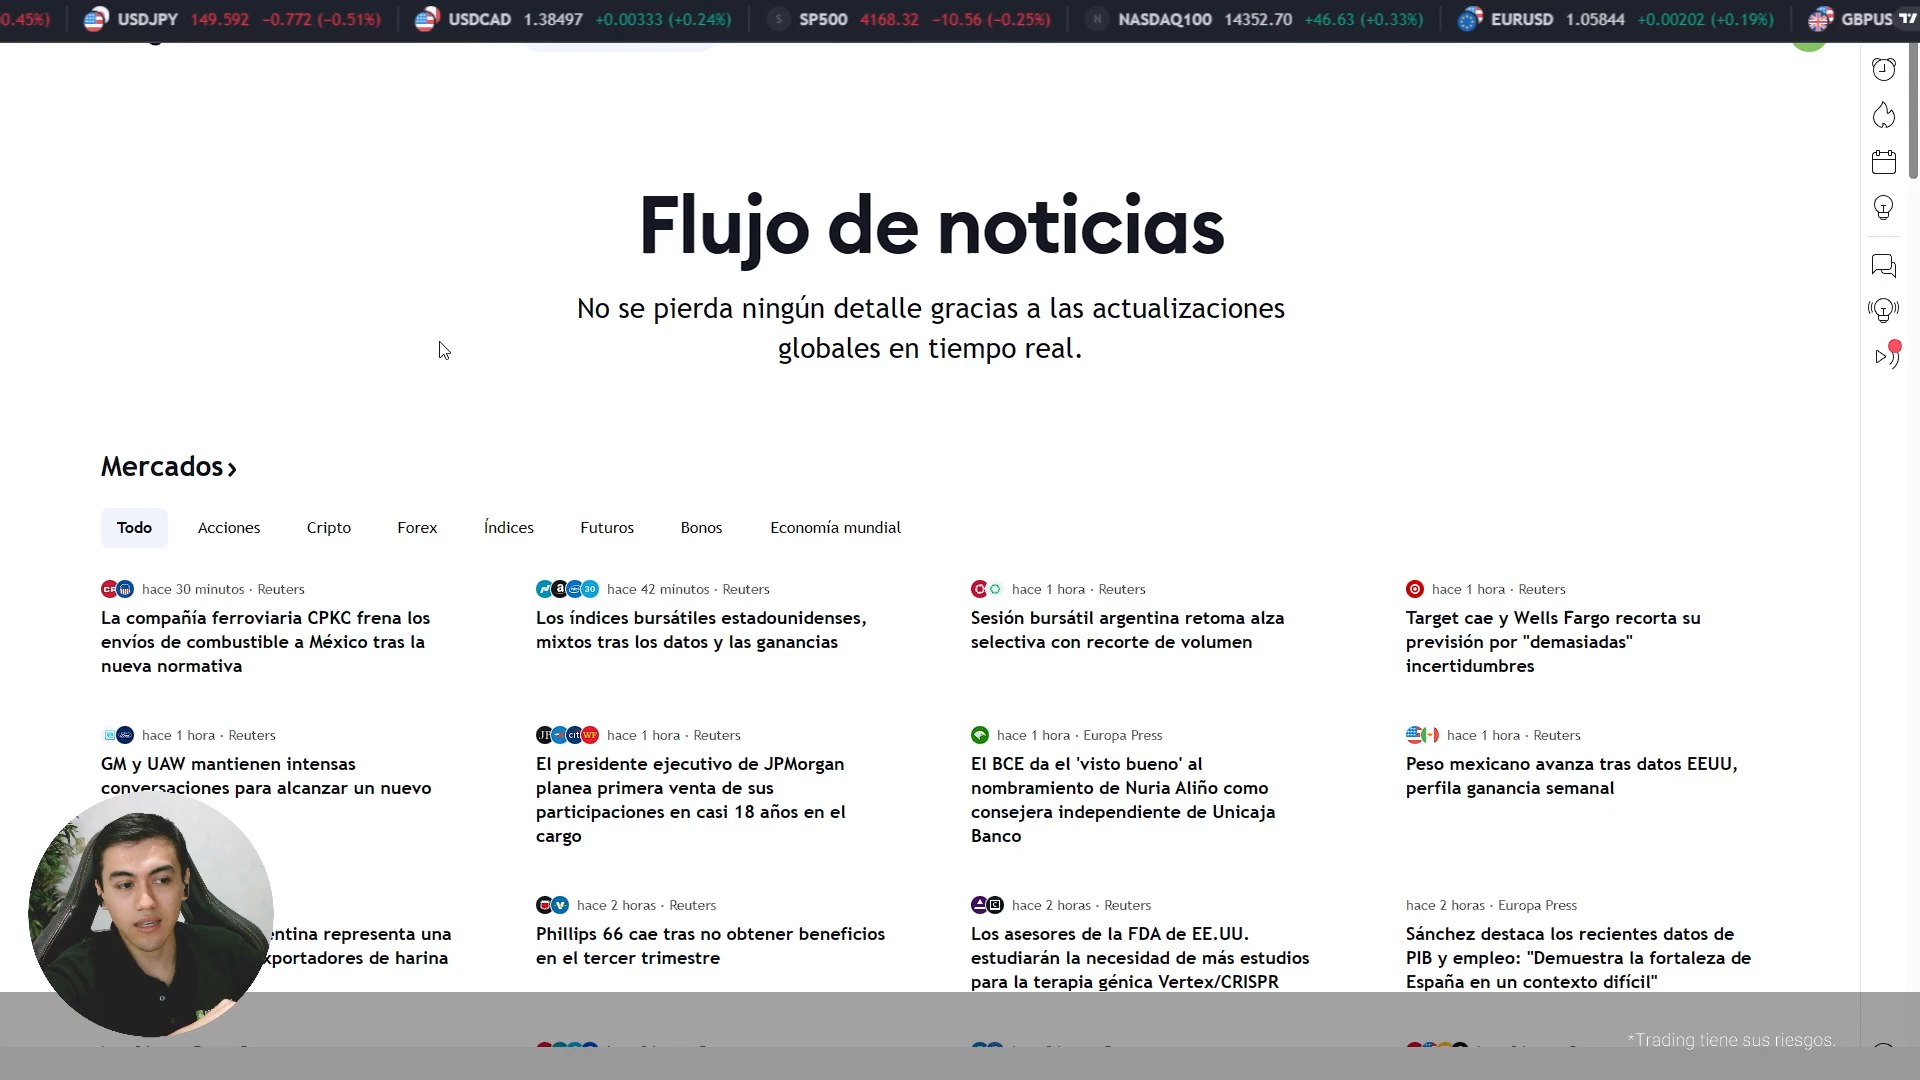 0.45%) USDJPY 149.592 −0.772 (−0.51%) USDCAD 1.38497 +0.00333 (+0.24%) S SP500 4168.32 −10.56 (−0.25%) N NASDAQ100 14352.70 +46.63 (+0.33%) EURUSD 1.05844 +0.00202 (+0.19%) GBPUS
Flujo de noticias
No se pierda ningún detalle gracias a las actualizaciones
globales en tiempo real.
Mercados ›
Todo Acciones Cripto Forex Índices Futuros Bonos Economía mundial
hace 30 minutos · Reuters
La compañía ferroviaria CPKC frena los
envíos de combustible a México tras la
nueva normativa
hace 42 minutos · Reuters
Los índices bursátiles estadounidenses,
mixtos tras los datos y las ganancias
hace 1 hora · Reuters
Sesión bursátil argentina retoma alza
selectiva con recorte de volumen
hace 1 hora · Reuters
Target cae y Wells Fargo recorta su
previsión por "demasiadas"
incertidumbres
hace 1 hora · Reuters
GM y UAW mantienen intensas
conversaciones para alcanzar un nuevo
hace 1 hora · Reuters
El presidente ejecutivo de JPMorgan
planea primera venta de sus
participaciones en casi 18 años en el
cargo
hace 1 hora · Europa Press
El BCE da el 'visto bueno' al
nombramiento de Nuria Aliño como
consejera independiente de Unicaja
Banco
hace 1 hora · Reuters
Peso mexicano avanza tras datos EEUU,
perfila ganancia semanal
entina representa una
xportadores de harina
hace 2 horas · Reuters
Phillips 66 cae tras no obtener beneficios
en el tercer trimestre
hace 2 horas · Reuters
Los asesores de la FDA de EE.UU.
estudiarán la necesidad de más estudios
para la terapia génica Vertex/CRISPR
hace 2 horas · Europa Press
Sánchez destaca los recientes datos de
PIB y empleo: "Demuestra la fortaleza de
España en un contexto difícil"
*Trading tiene sus riesgos.